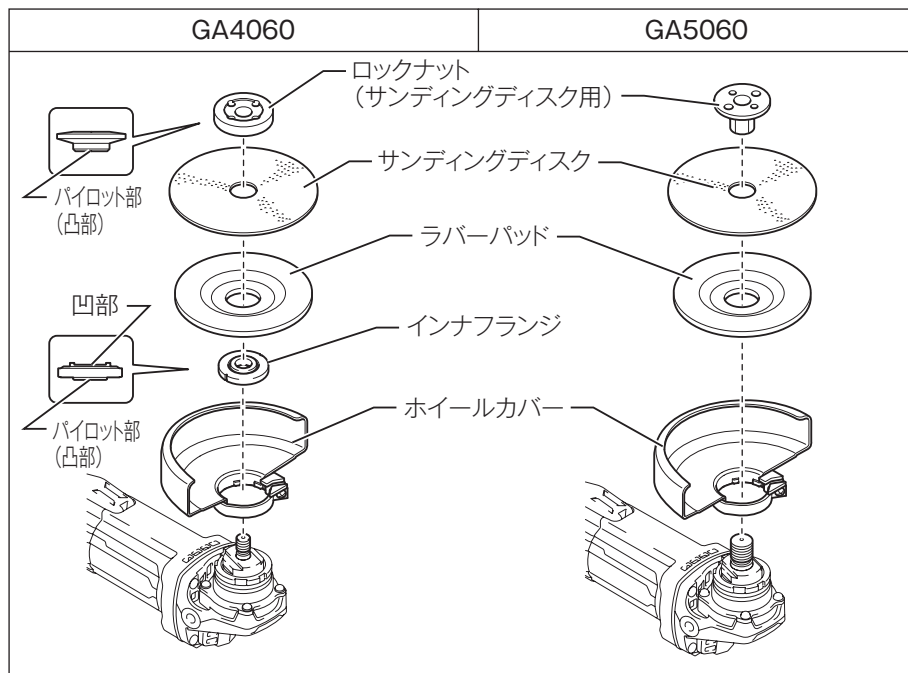 GA4060
GA5060
ロックナット
（サンディングディスク用）
サンディングディスク
パイロット部
(凸部)
ラバーパッド
凹部
インナフランジ
ホイールカバー
パイロット部
(凸部)